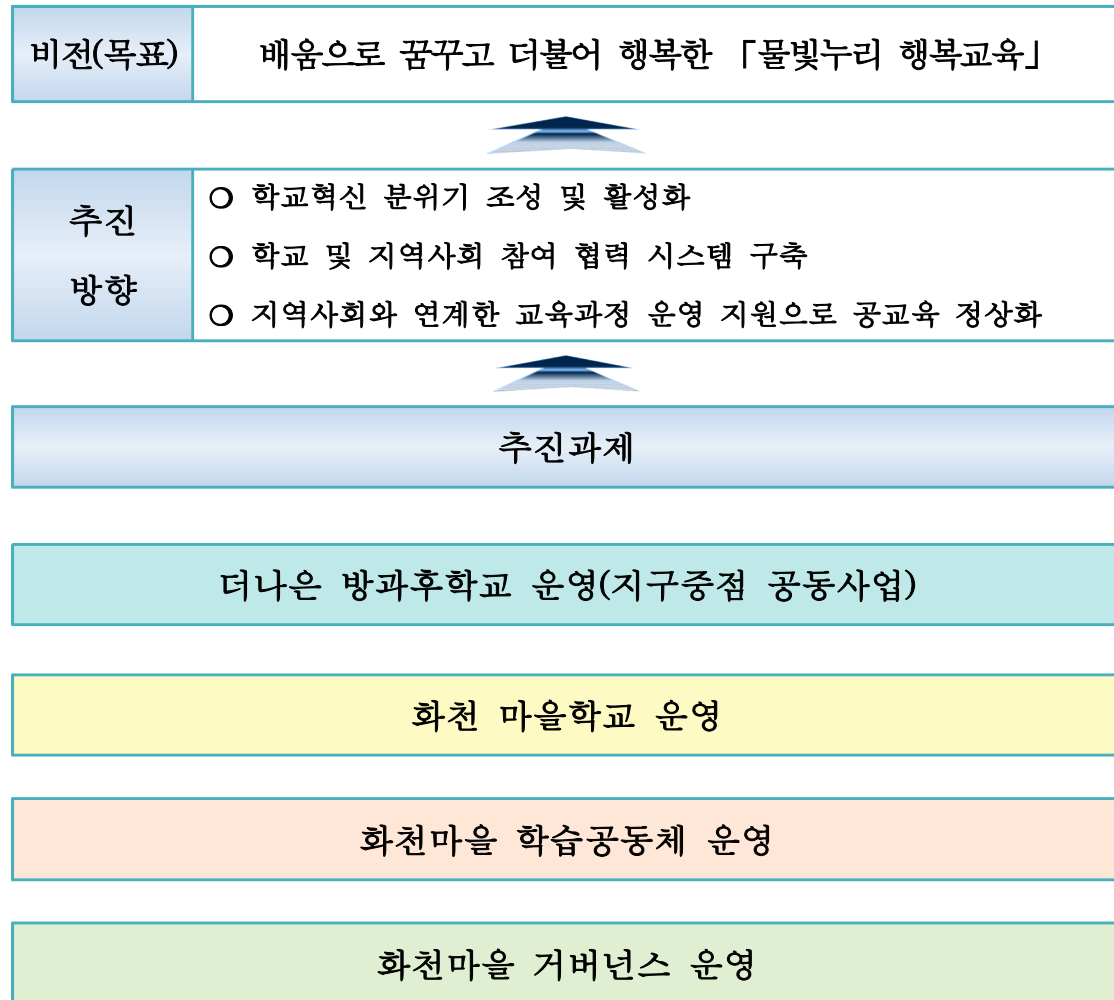 비전(목표)
배움으로 꿈꾸고 더불어 행복한 「물빛누리 행복교육」
추진
방향
❍ 학교혁신 분위기 조성 및 활성화
❍ 학교 및 지역사회 참여 협력 시스템 구축
❍ 지역사회와 연계한 교육과정 운영 지원으로 공교육 정상화
추진과제
더나은 방과후학교 운영(지구중점 공동사업)
화천 마을학교 운영
화천마을 학습공동체 운영
화천마을 거버넌스 운영